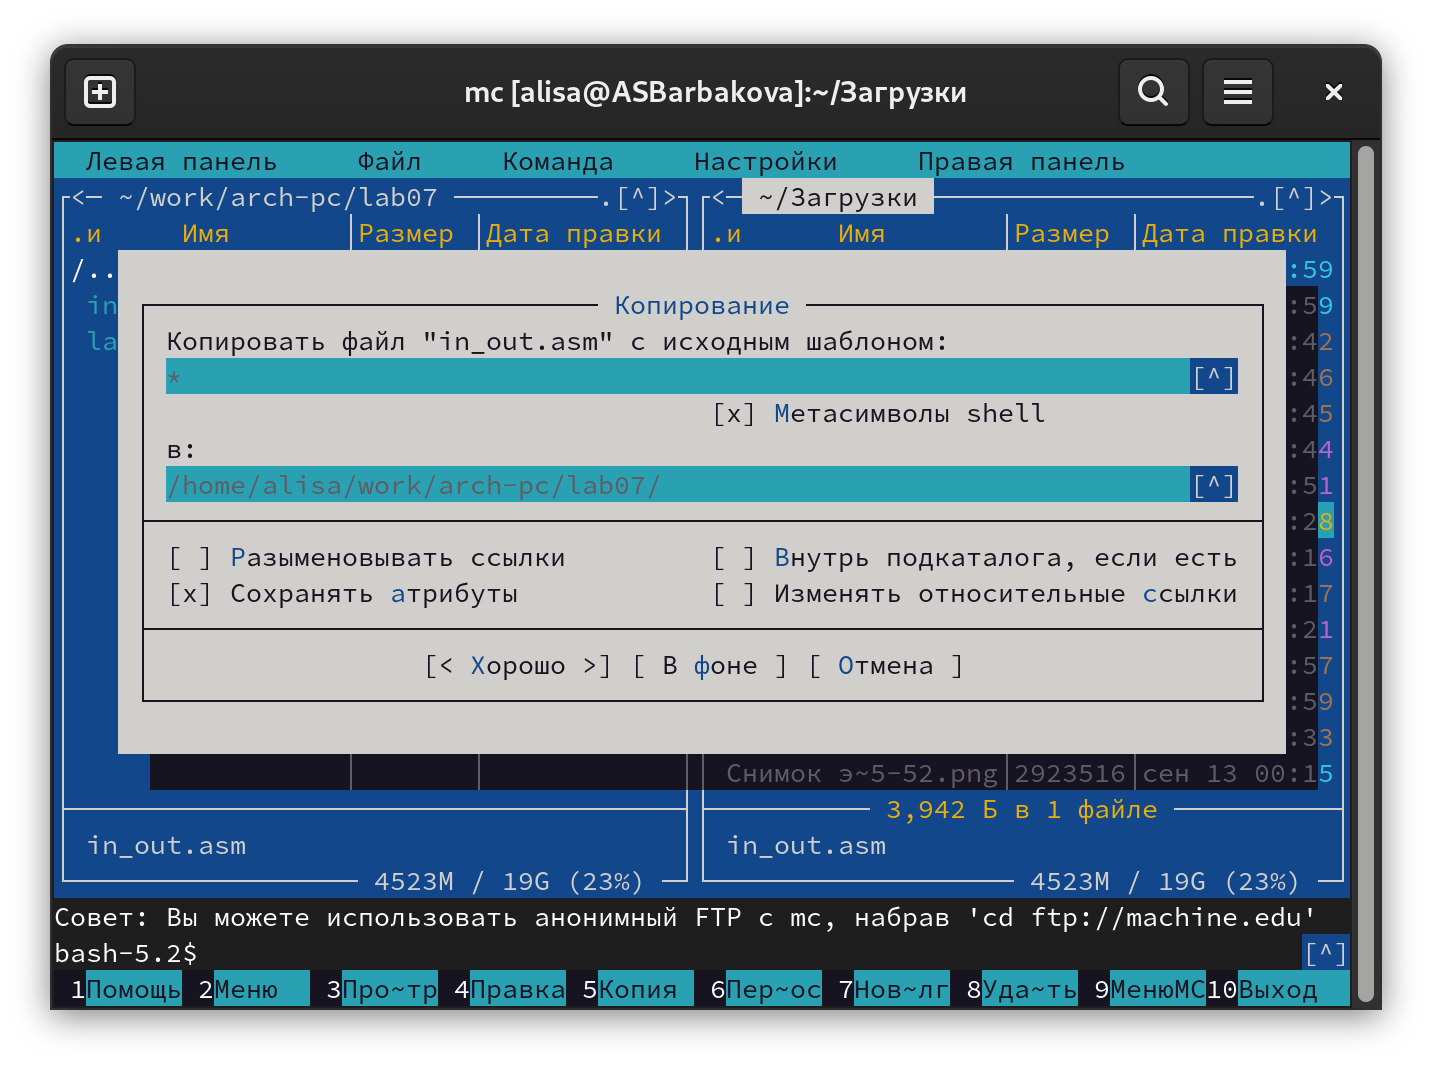 mc [alisa@ASBarbakova]:~/Загрузки
Левая панель Файл Команда Настройки Правая панель
<— ~/work/arch-pc/lab07 .[^]> <— ~/Загрузки .[^]>
.и Имя Размер Дата правки .и Имя Размер Дата правки
/.. :59
in :59
la :42
Копирование
Копировать файл "in_out.asm" с исходным шаблоном:
* [^] :46
[x] Метасимволы shell :45
в: :44
/home/alisa/work/arch-pc/lab07/ [^] :51
:28
[ ] Разыменовывать ссылки [ ] Внутрь подкаталога, если есть :16
[x] Сохранять атрибуты [ ] Изменять относительные ссылки :17
:21
[< Хорошо >] [ В фоне ] [ Отмена ] :57
:59
:33
Снимок э~5-52.png 2923516 сен 13 00:15
3,942 Б в 1 файле
in_out.asm in_out.asm
4523M / 19G (23%) 4523M / 19G (23%)
Совет: Вы можете использовать анонимный FTP с mc, набрав 'cd ftp://machine.edu'
bash-5.2$ [^]
1Помощь 2Меню 3Про~тр 4Правка 5Копия 6Пер~ос 7Нов~лг 8Уда~ть 9МенюMC 10Выход